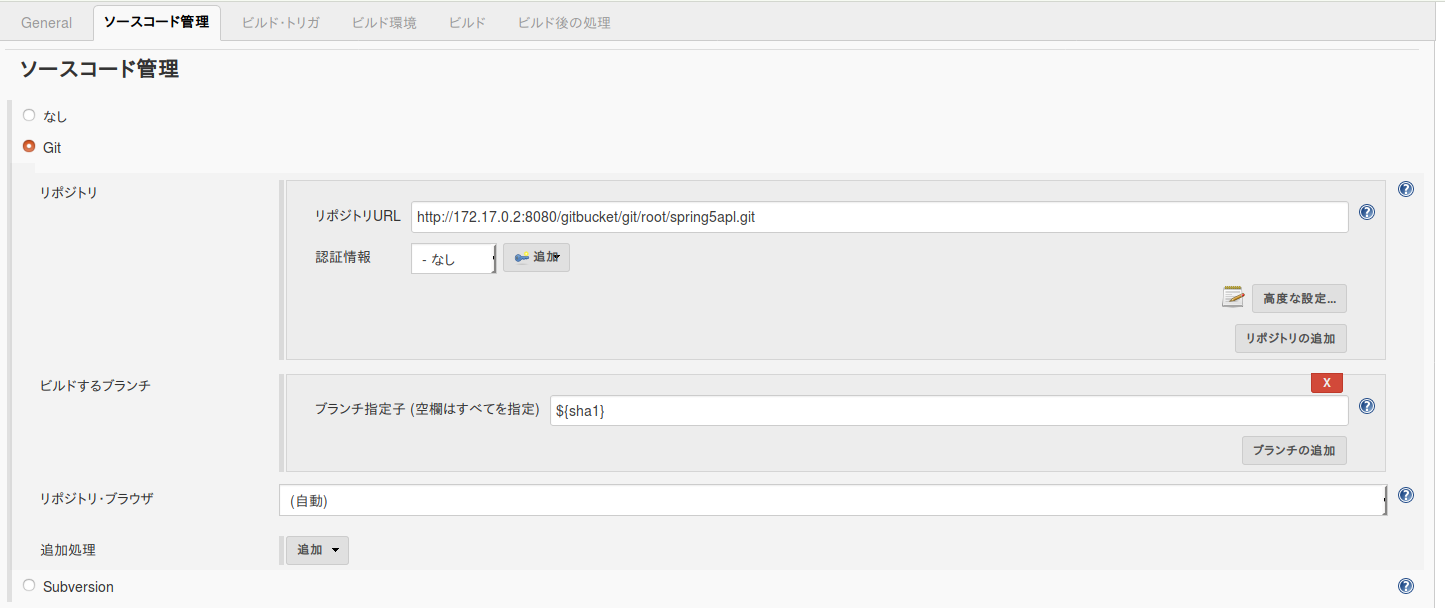 General ソースコード管理 ビルド・トリガ ビルド環境 ビルド ビルド後の処理
ソースコード管理
なし
Git
リポジトリ
リポジトリURL http://172.17.0.2:8080/gitbucket/git/root/spring5apl.git
認証情報 - なし 追加
高度な設定...
リポジトリの追加
ビルドするブランチ
X
ブランチ指定子 (空欄はすべてを指定) ${sha1}
ブランチの追加
リポジトリ・ブラウザ (自動)
追加処理 追加
Subversion